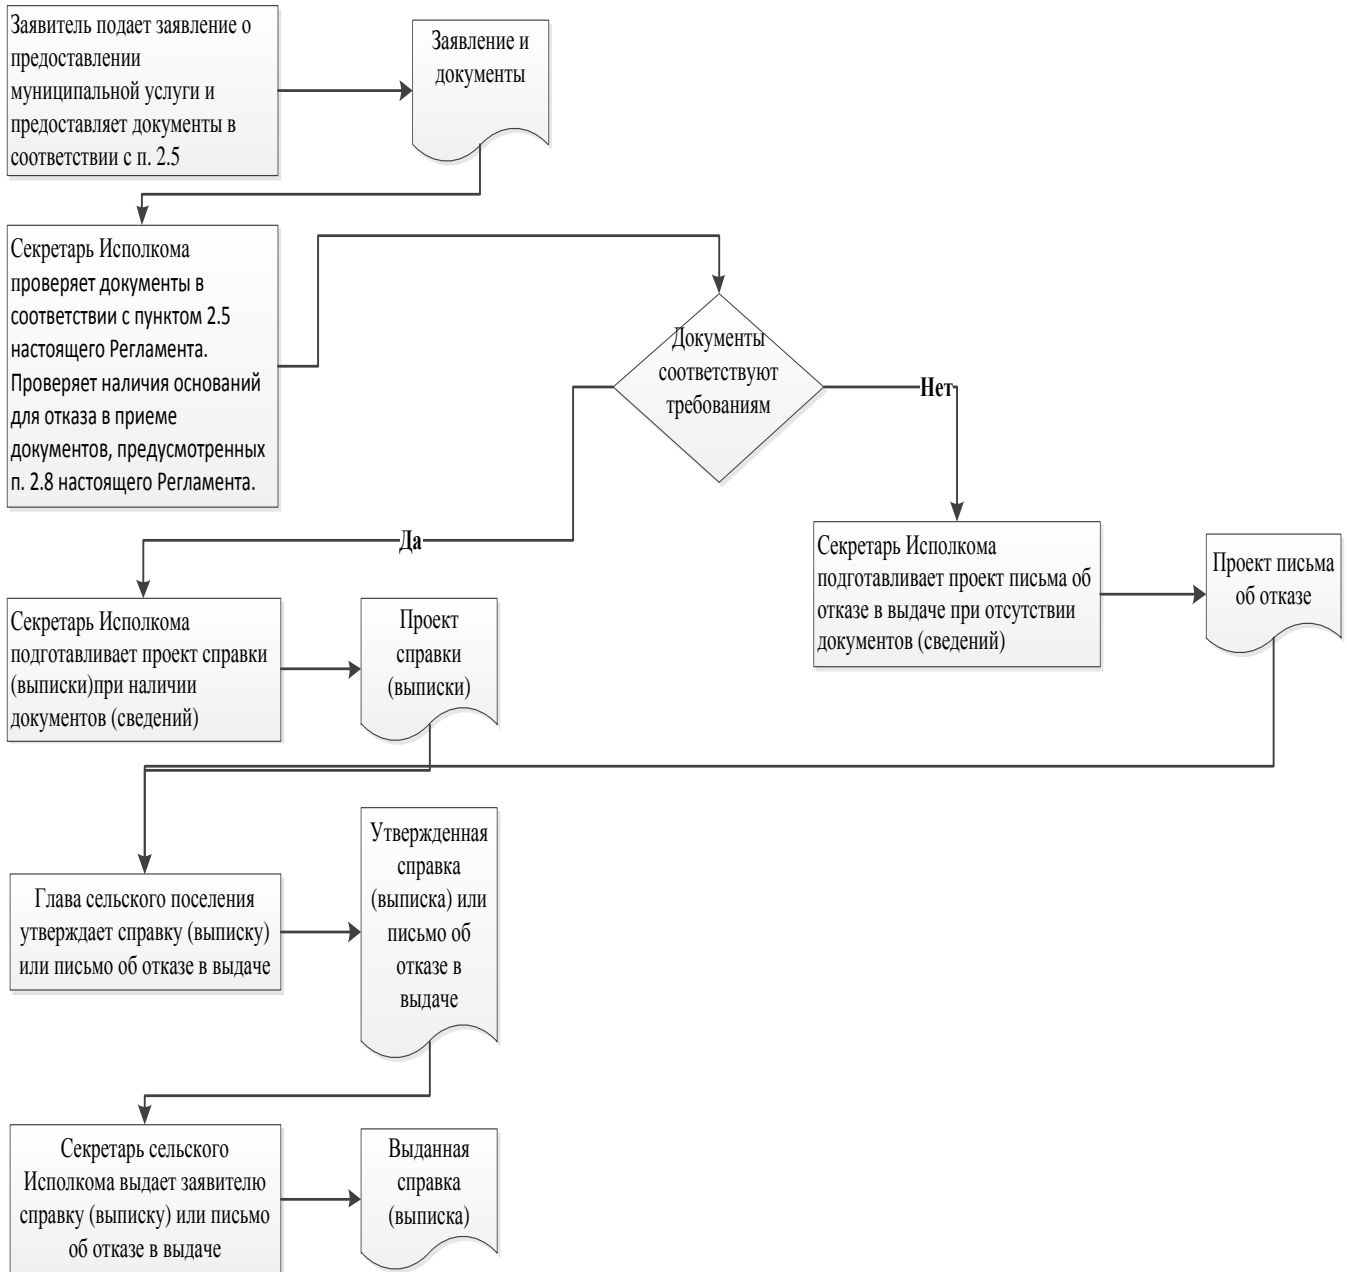 Заявитель подает заявление о
предоставлении
муниципальной услуги и
предоставляет документы в
соответствии с п. 2.5
Заявление и
документы
Секретарь Исполкома
проверяет документы в
соответствии с пунктом 2.5
настоящего Регламента.
Проверяет наличия оснований
для отказа в приеме
документов, предусмотренных
п. 2.8 настоящего Регламента.
Документы
соответствуют
требованиям
Нет
Да
Секретарь Исполкома
подготавливает проект письма об
отказе в выдаче при отсутствии
документов (сведений)
Проект письма
об отказе
Секретарь Исполкома
подготавливает проект справки
(выписки)при наличии
документов (сведений)
Проект
справки
(выписки)
Глава сельского поселения
утверждает справку (выписку)
или письмо об отказе в выдаче
Утвержденная
справка
(выписка) или
письмо об
отказе в
выдаче
Секретарь сельского
Исполкома выдает заявителю
справку (выписку) или письмо
об отказе в выдаче
Выданная
справка
(выписка)